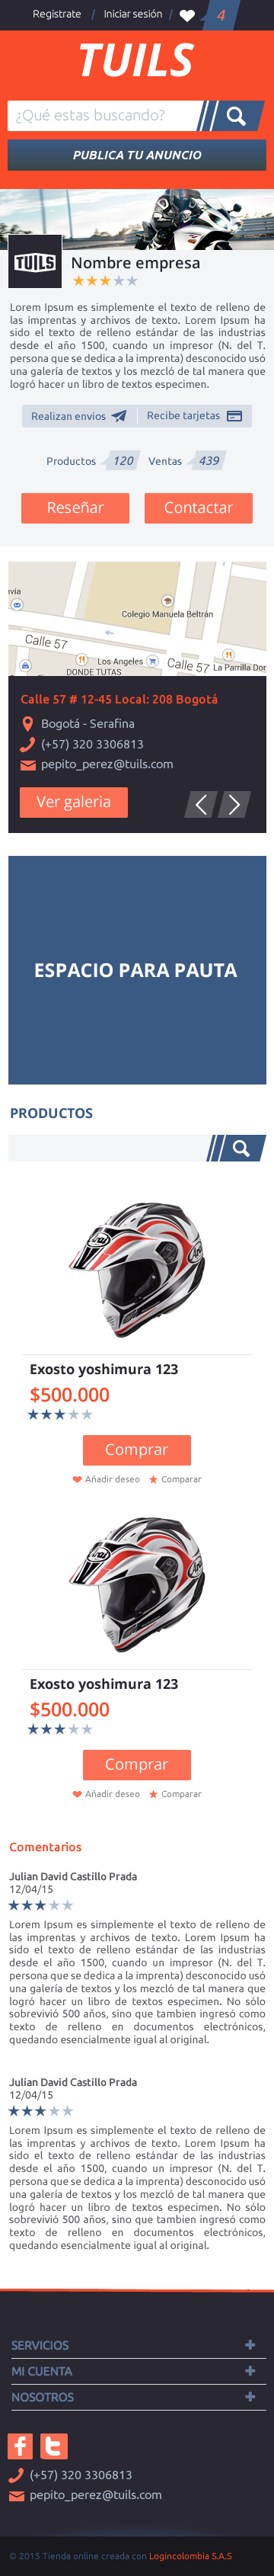 Registrate / Iniciar sesión / 4
TUILS
¿Qué estas buscando?
PUBLICA TU ANUNCIO
TUILS
Nombre empresa
Lorem Ipsum es simplemente el texto de relleno de
las imprentas y archivos de texto. Lorem Ipsum ha
sido el texto de relleno estándar de las industrias
desde el año 1500, cuando un impresor (N. del T.
persona que se dedica a la imprenta) desconocido usó
una galería de textos y los mezcló de tal manera que
logró hacer un libro de textos especimen.
Realizan envios
Recibe tarjetas
Productos 120 Ventas 439
Reseñar
Contactar
Colegio Manuela Beltran
Calle 57
Los Angeles
DONDE TUTAS
Calle 57
La Parrilla Dor
Calle 57 # 12-45 Local: 208 Bogotá
Bogotá - Serafina
(+57) 320 3306813
pepito_perez@tuils.com
Ver galeria
ESPACIO PARA PAUTA
PRODUCTOS
Exosto yoshimura 123
$500.000
Comprar
Añadir deseo Comparar
Exosto yoshimura 123
$500.000
Comprar
Añadir deseo Comparar
Comentarios
Julian David Castillo Prada
12/04/15
Lorem Ipsum es simplemente el texto de relleno de
las imprentas y archivos de texto. Lorem Ipsum ha
sido el texto de relleno estándar de las industrias
desde el año 1500, cuando un impresor (N. del T.
persona que se dedica a la imprenta) desconocido usó
una galería de textos y los mezcló de tal manera que
logró hacer un libro de textos especimen. No sólo
sobrevivió 500 años, sino que tambien ingresó como
texto de relleno en documentos electrónicos,
quedando esencialmente igual al original.
Julian David Castillo Prada
12/04/15
Lorem Ipsum es simplemente el texto de relleno de
las imprentas y archivos de texto. Lorem Ipsum ha
sido el texto de relleno estándar de las industrias
desde el año 1500, cuando un impresor (N. del T.
persona que se dedica a la imprenta) desconocido usó
una galería de textos y los mezcló de tal manera que
logró hacer un libro de textos especimen. No sólo
sobrevivió 500 años, sino que tambien ingresó como
texto de relleno en documentos electrónicos,
quedando esencialmente igual al original.
SERVICIOS
MI CUENTA
NOSOTROS
(+57) 320 3306813
pepito_perez@tuils.com
© 2015 Tienda online creada con Logincolombia S.A.S